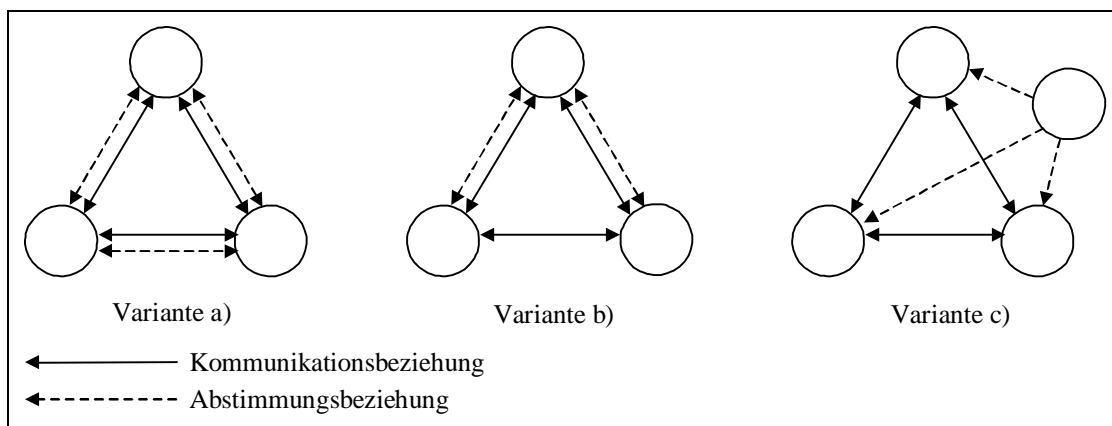 Variante a)
Variante b)
Variante c)
Kommunikationsbeziehung
Abstimmungsbeziehung